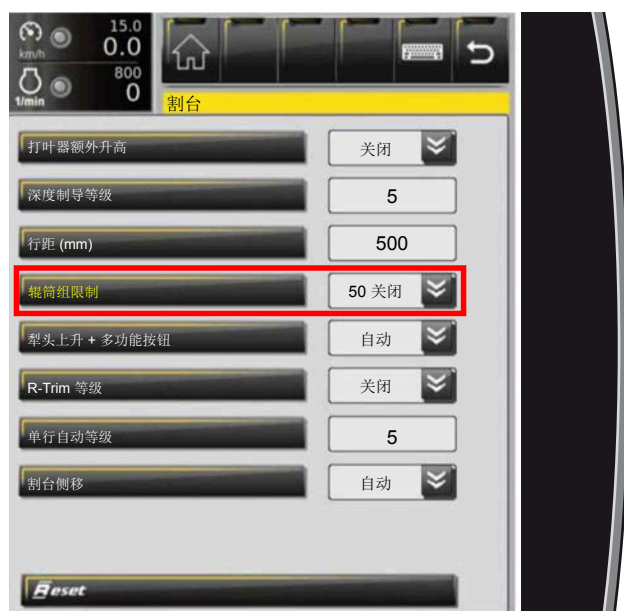 km/h
15.0
0.0
1/min
800
0
割台
打叶器额外升高 关闭
深度制导等级 5
行距 (mm) 500
辊筒组限制 50 关闭
犁头上升 + 多功能按钮 自动
R-Trim 等级 关闭
单行自动等级 5
割台侧移 自动
Reset